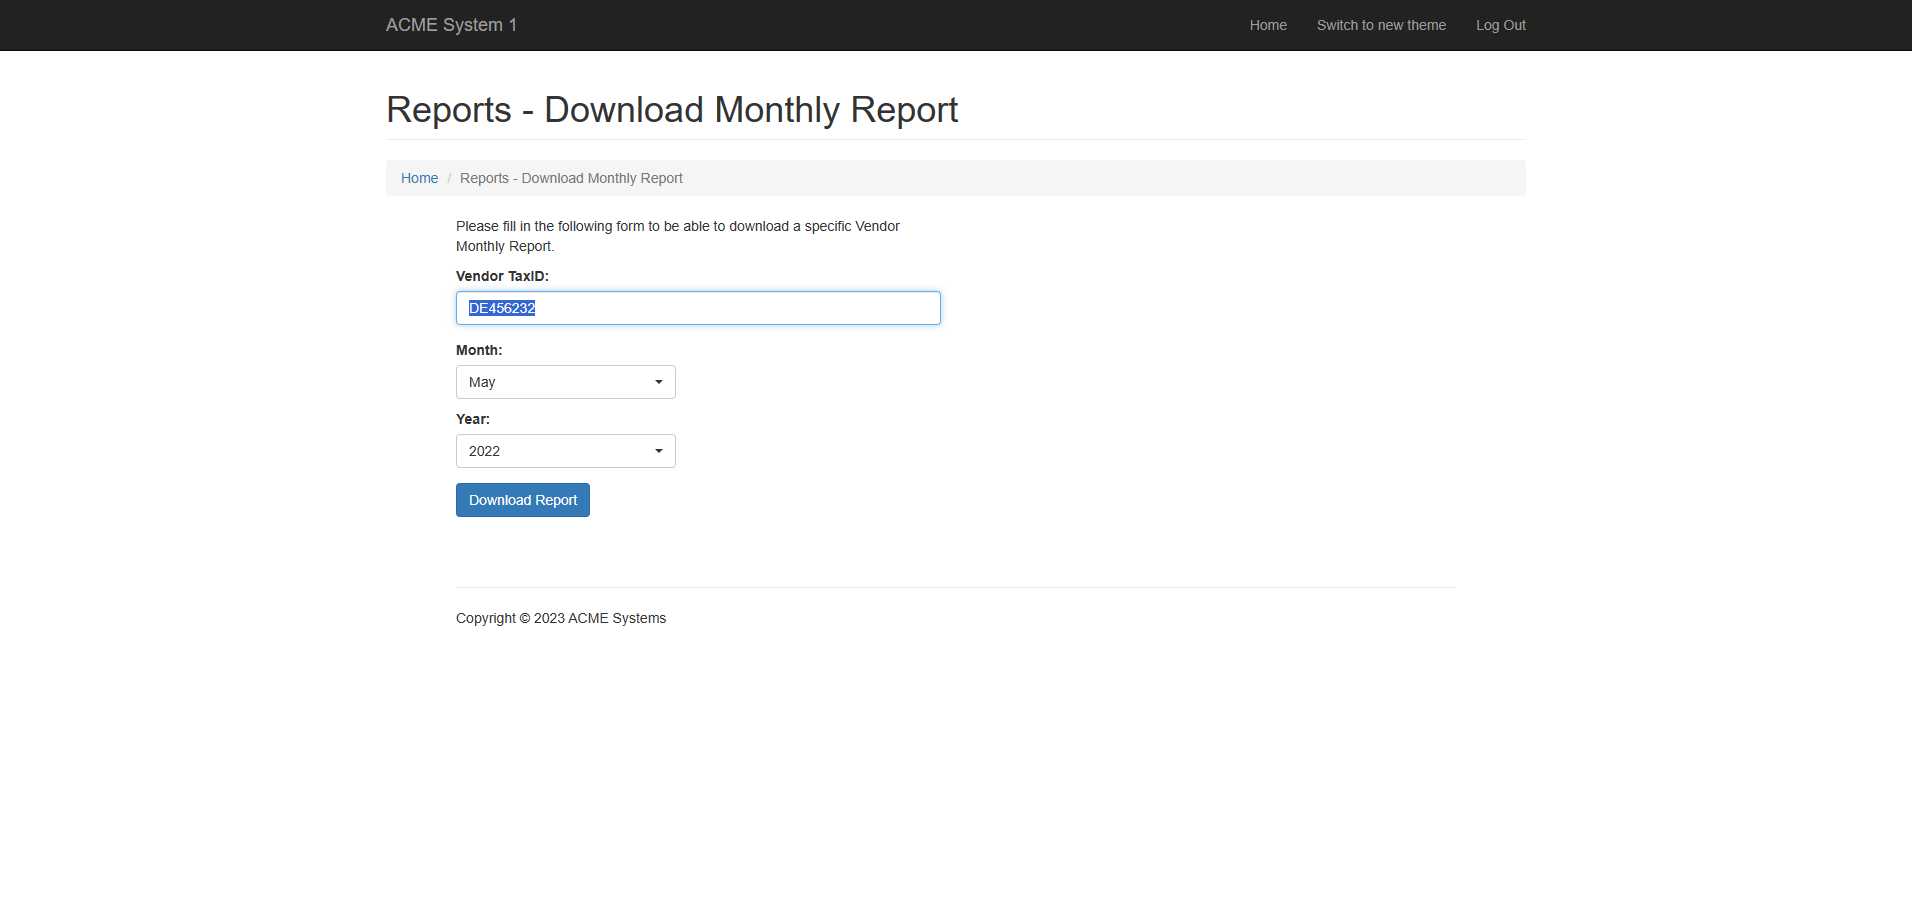 ACME System 1
Home
Switch to new theme
Log Out
Reports - Download Monthly Report
Home / Reports - Download Monthly Report
Please fill in the following form to be able to download a specific Vendor
Monthly Report.
Vendor TaxID:
DE456232
Month:
May
Year:
2022
Download Report
Copyright © 2023 ACME Systems